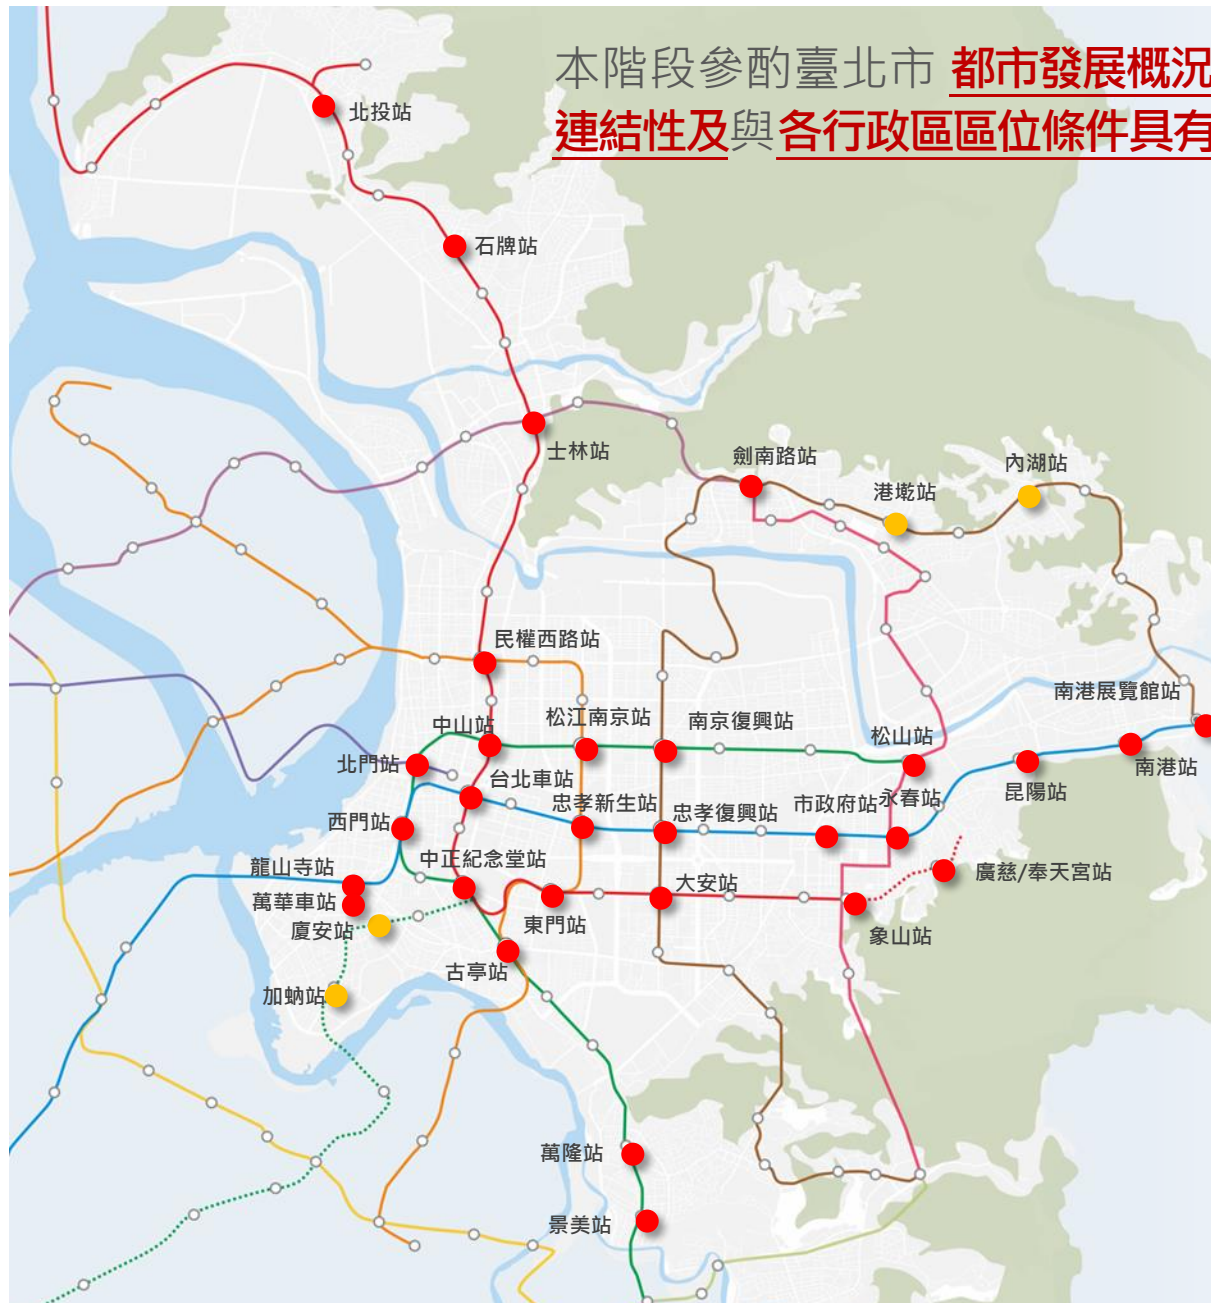 本階段參酌臺北市 都市發展概況
連結性及與各行政區區位條件具有
北投站
石牌站
士林站
劍南路站
港墘站
內湖站
民權西路站
南港展覽館站
中山站
松江南京站
南京復興站
松山站
北門站
南港站
台北車站
昆陽站
西門站
忠孝新生站
忠孝復興站
市政府站
永春站
龍山寺站
中正紀念堂站
廣慈/奉天宮站
萬華車站
大安站
廈安站
東門站
象山站
古亭站
加蚋站
萬隆站
景美站